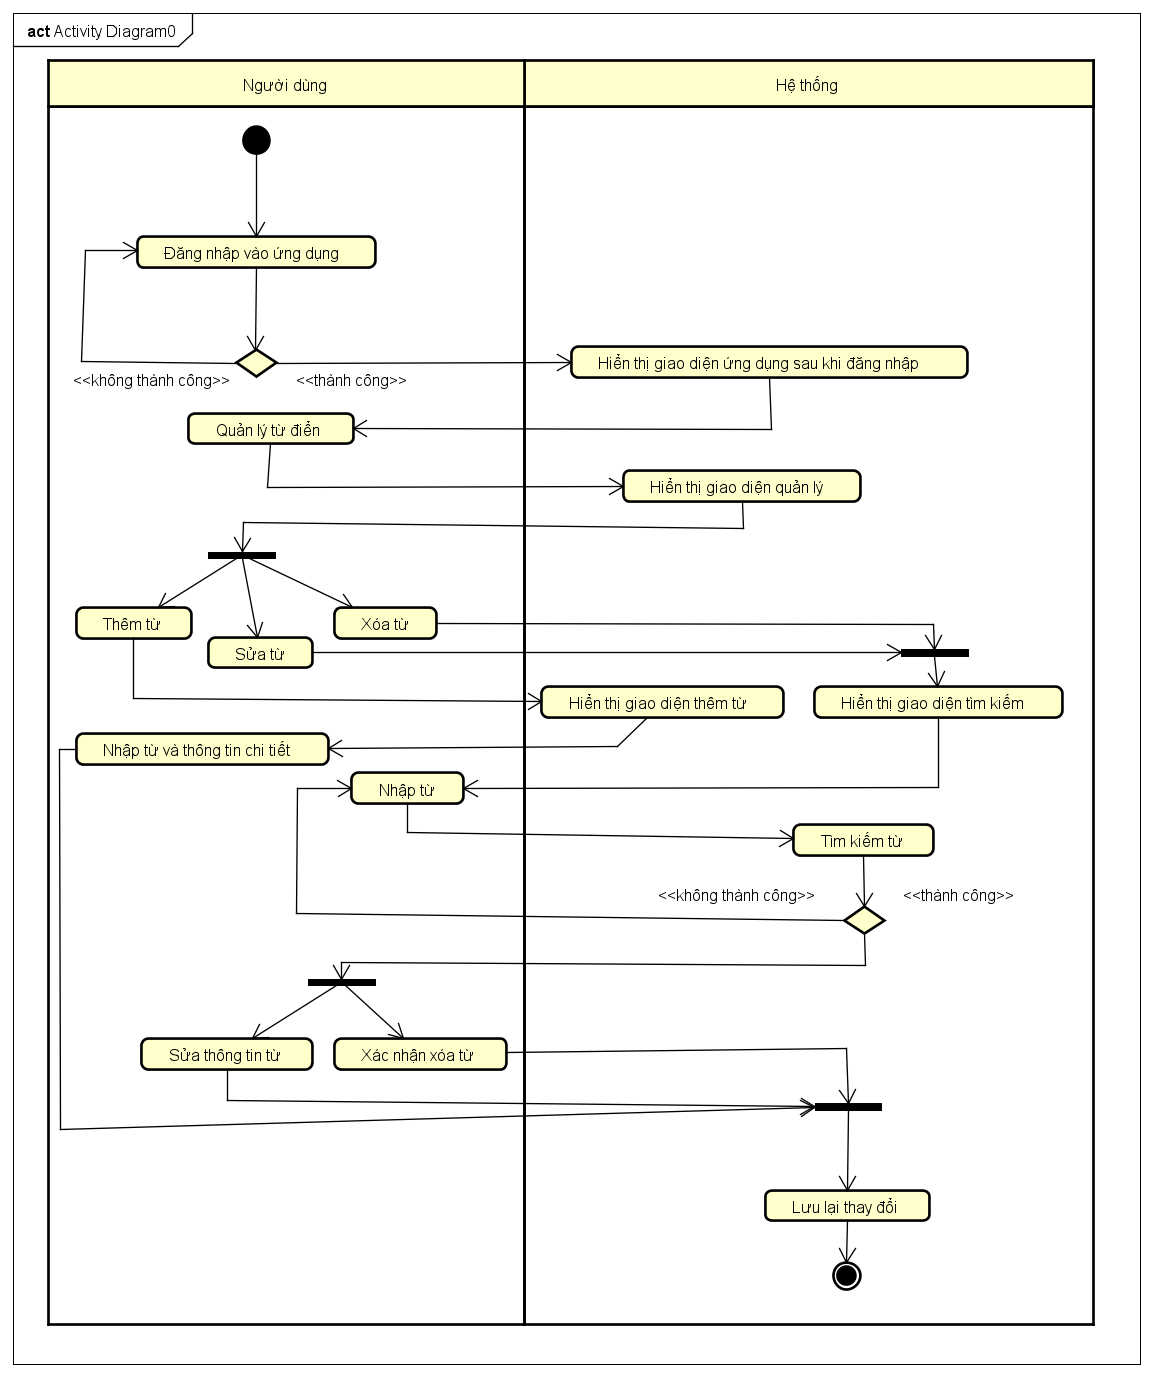 act Activity Diagram0
Người dùng
Hệ thống
Đăng nhập vào ứng dụng
<<không thành công>>
<<thành công>>
Hiển thị giao diện ứng dụng sau khi đăng nhập
Quản lý từ điển
Hiển thị giao diện quản lý
Thêm từ
Sửa từ
Xóa từ
Hiển thị giao diện thêm từ
Hiển thị giao diện tìm kiếm
Nhập từ và thông tin chi tiết
Nhập từ
Tìm kiếm từ
<<không thành công>>
<<thành công>>
Sửa thông tin từ
Xác nhận xóa từ
Lưu lại thay đổi